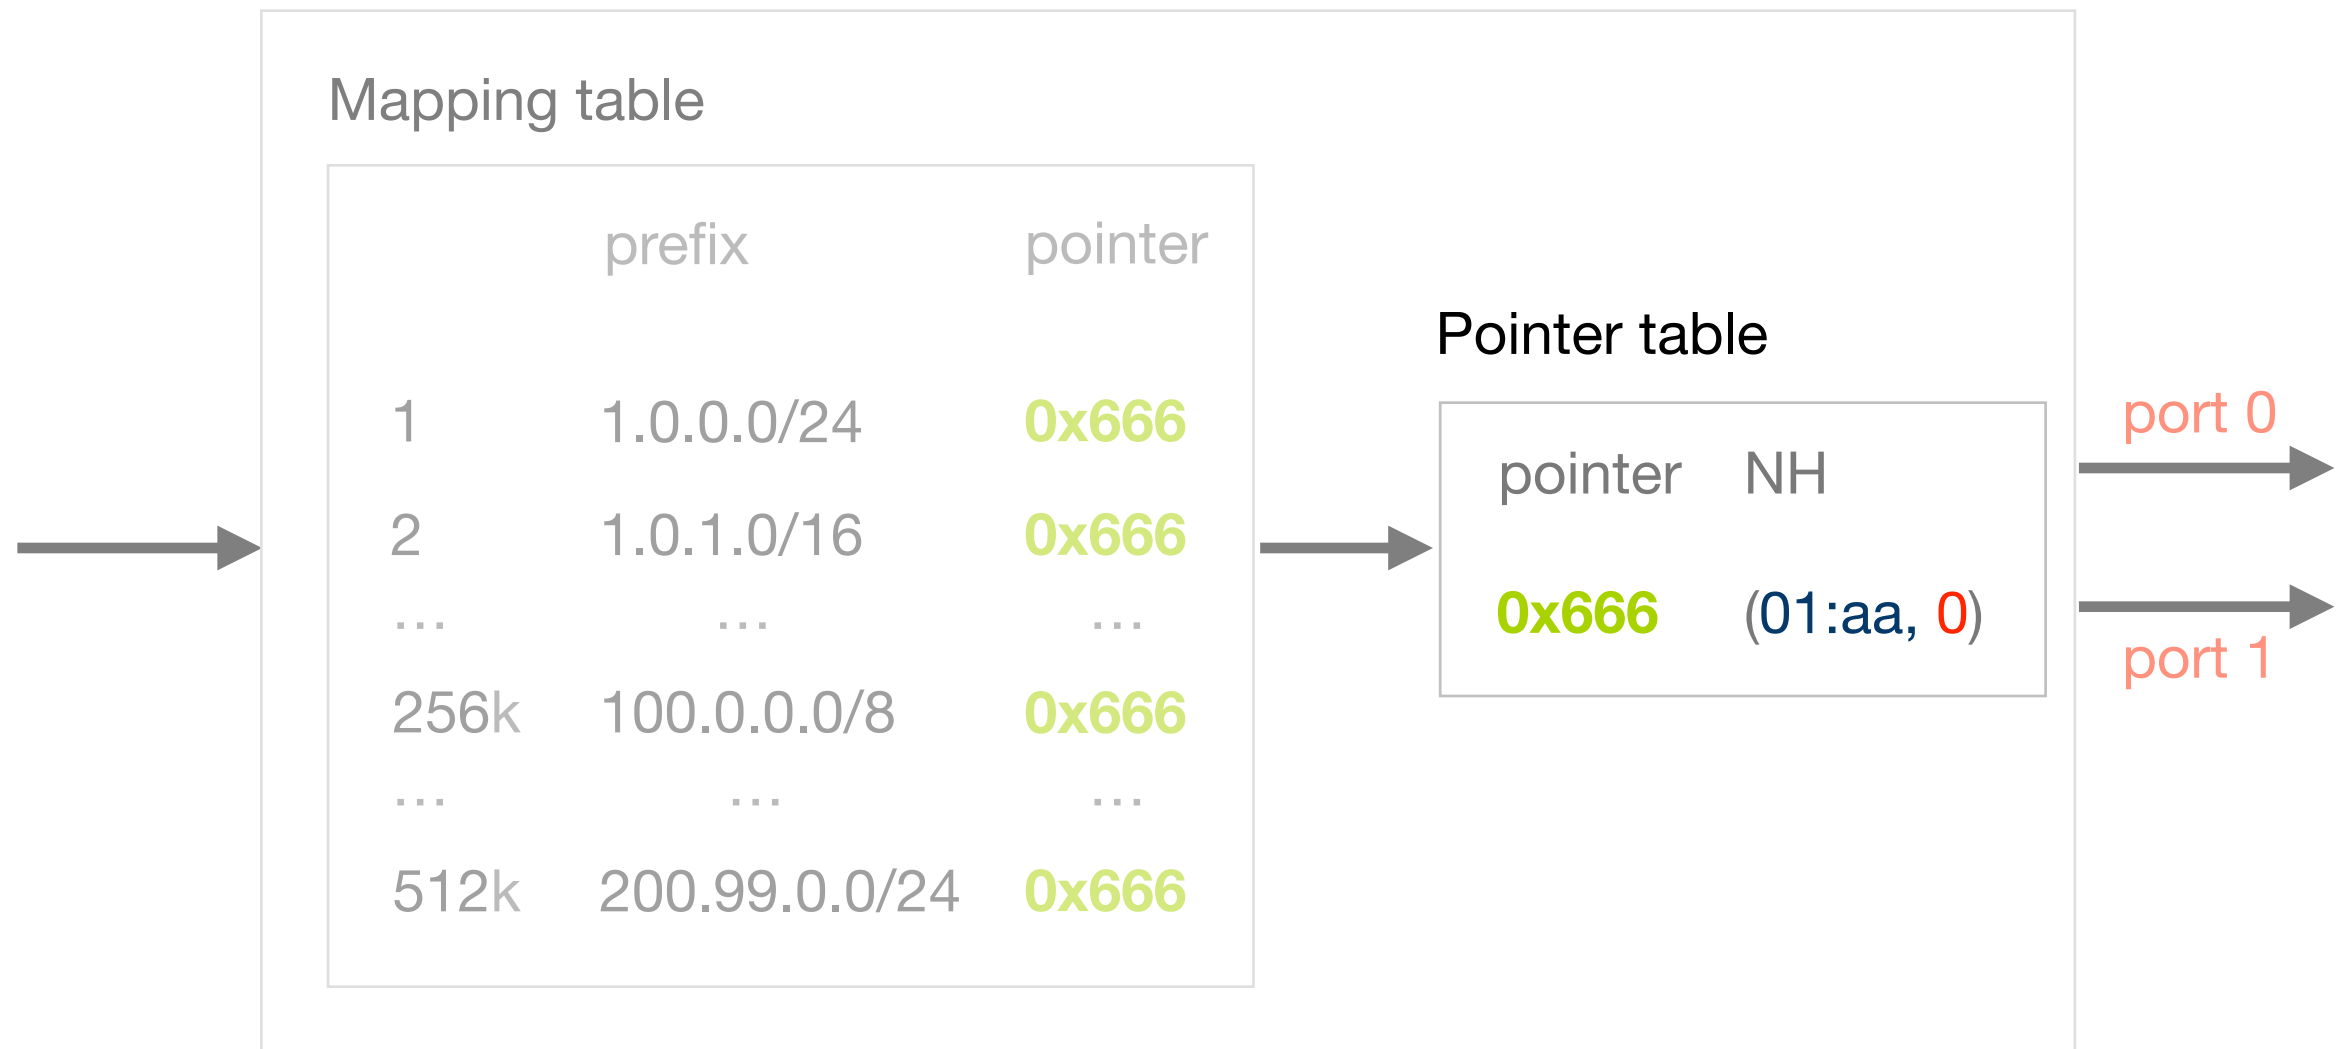 Mapping table
prefix pointer
1 1.0.0.0/24 0x666
2 1.0.1.0/16 0x666
... ... ...
256k 100.0.0.0/8 0x666
... ... ...
512k 200.99.0.0/24 0x666
Pointer table
pointer NH
0x666 (01:aa, 0)
port 0
port 1